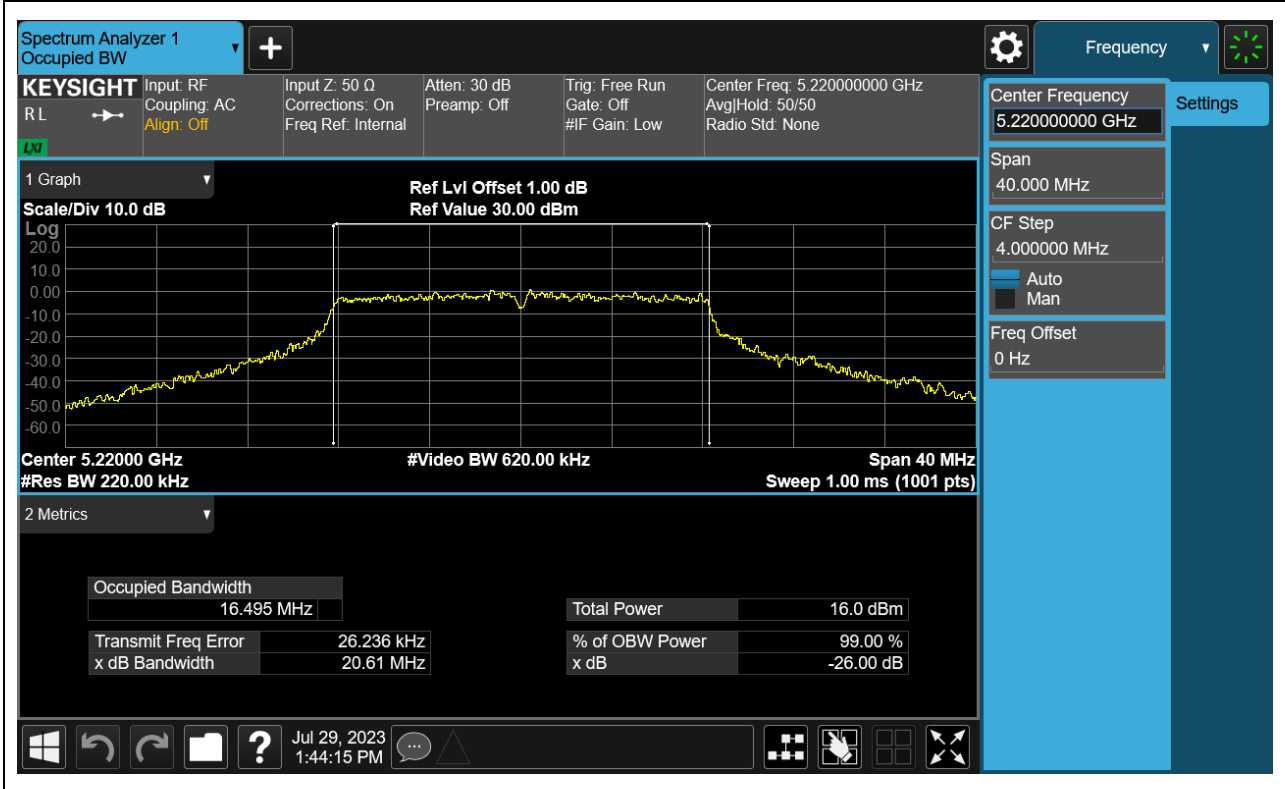 Spectrum Analyzer 1
Occupied BW
Frequency
KEYSIGHT
R L
LXI
Input: RF
Coupling: AC
Align: Off
Input Z: 50 Ω
Corrections: On
Freq Ref: Internal
Atten: 30 dB
Preamp: Off
Trig: Free Run
Gate: Off
#IF Gain: Low
Center Freq: 5.220000000 GHz
Avg|Hold: 50/50
Radio Std: None
Center Frequency
5.220000000 GHz
Settings
Span
40.000 MHz
CF Step
4.000000 MHz
Auto
Man
Freq Offset
0 Hz
1 Graph
Scale/Div 10.0 dB
Ref Lvl Offset 1.00 dB
Ref Value 30.00 dBm
Log
20.0
10.0
0.00
-10.0
-20.0
-30.0
-40.0
-50.0
-60.0
Center 5.22000 GHz
#Video BW 620.00 kHz
Span 40 MHz
#Res BW 220.00 kHz
Sweep 1.00 ms (1001 pts)
2 Metrics
Occupied Bandwidth
16.495 MHz
Total Power 16.0 dBm
Transmit Freq Error 26.236 kHz
% of OBW Power 99.00 %
x dB Bandwidth 20.61 MHz
x dB -26.00 dB
?
Jul 29, 2023
1:44:15 PM